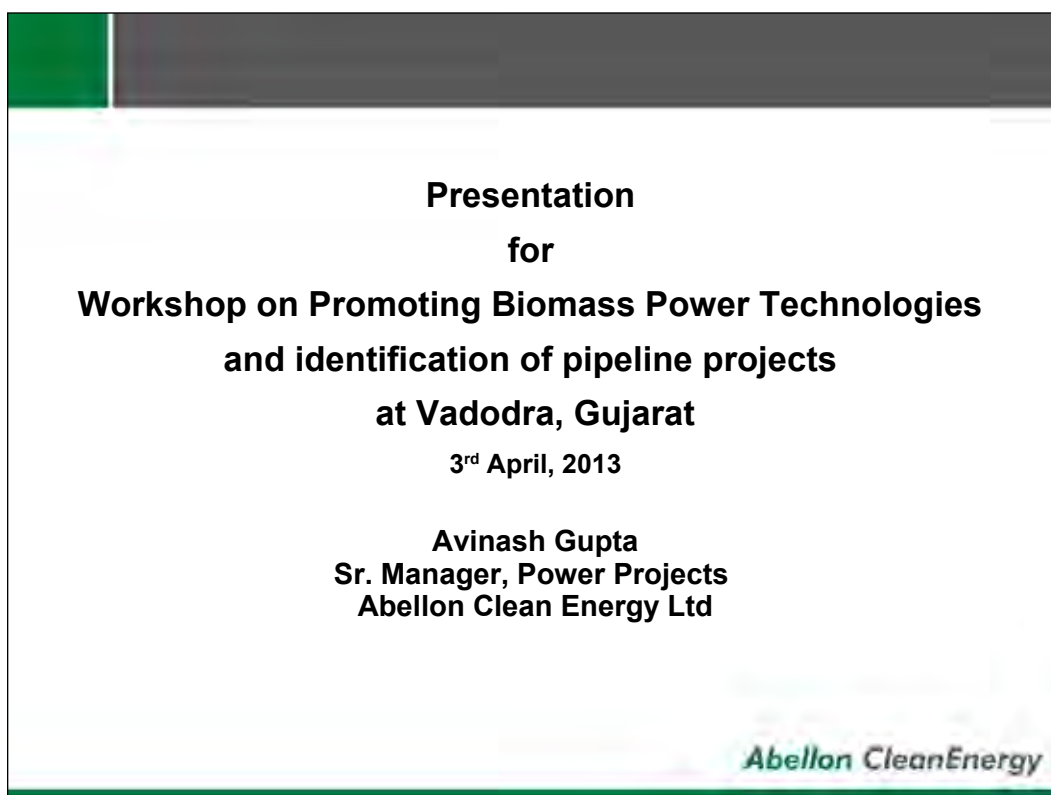 Presentation
for
Workshop on Promoting Biomass Power Technologies
and identification of pipeline projects
at Vadodra, Gujarat
3rd April, 2013
Avinash Gupta
Sr. Manager, Power Projects
Abellon Clean Energy Ltd
Abellon CleanEnergy